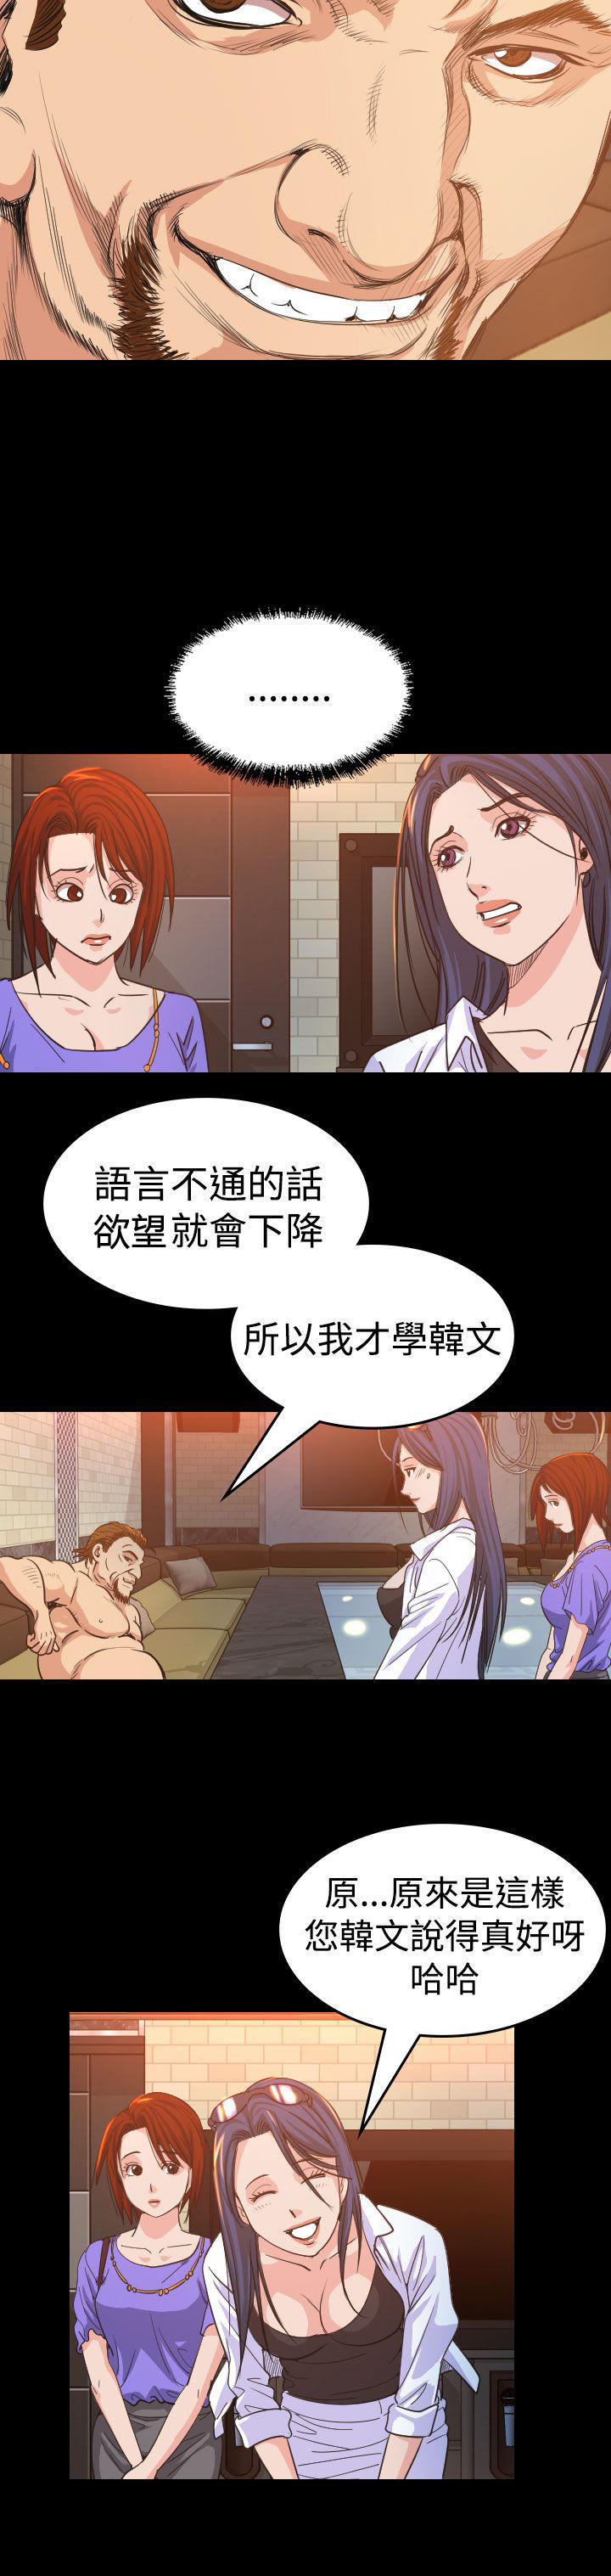 ........
語言不通的話
欲望就會下降
所以我才學韓文
原...原來是這樣
您韓文說得真好呀
哈哈